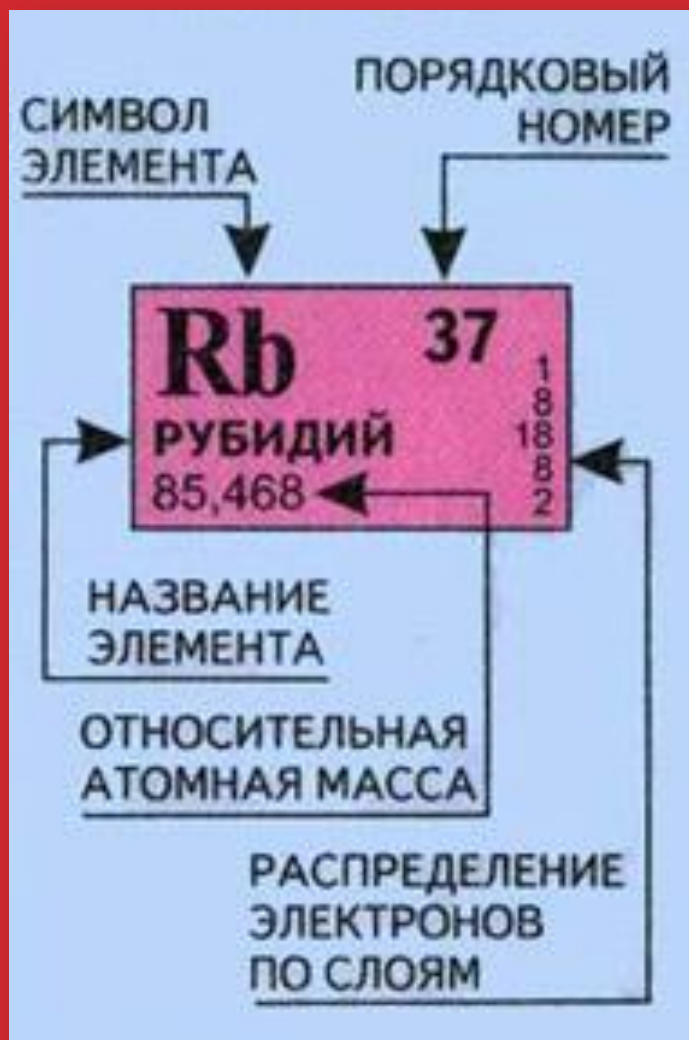 СИМВОЛ
ЭЛЕМЕНТА
ПОРЯДКОВЫЙ
НОМЕР
Rb
37
РУБИДИЙ
85,468
1
8
18
8
2
НАЗВАНИЕ
ЭЛЕМЕНТА
ОТНОСИТЕЛЬНАЯ
АТОМНАЯ МАССА
РАСПРЕДЕЛЕНИЕ
ЭЛЕКТРОНОВ
ПО СЛОЯМ